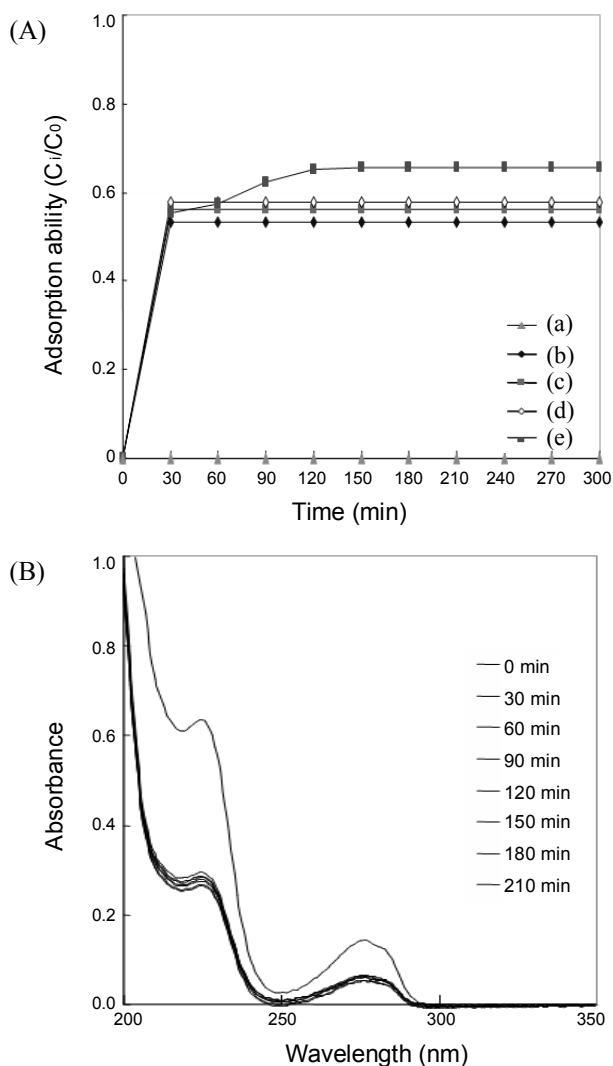 (A)
Adsorption ability (Ci/C0)
1.0
0.8
0.6
0.4
0.2
0
0 30 60 90 120 150 180 210 240 270 300
Time (min)
(a)
(b)
(c)
(d)
(e)
(B)
Absorbance
1.0
0.8
0.6
0.4
0.2
0.0
200 250 300 350
Wavelength (nm)
0 min
30 min
60 min
90 min
120 min
150 min
180 min
210 min